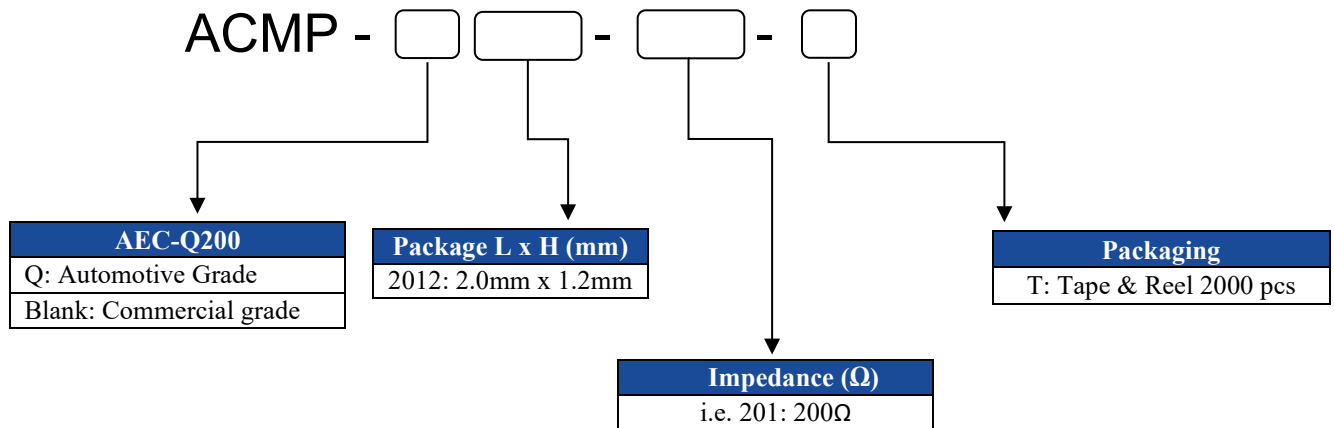 ACMP - -  -
AEC-Q200
Q: Automotive Grade
Blank: Commercial grade
Package L x H (mm)
2012: 2.0mm x 1.2mm
Impedance (Ω)
i.e. 201: 200Ω
Packaging
T: Tape & Reel 2000 pcs